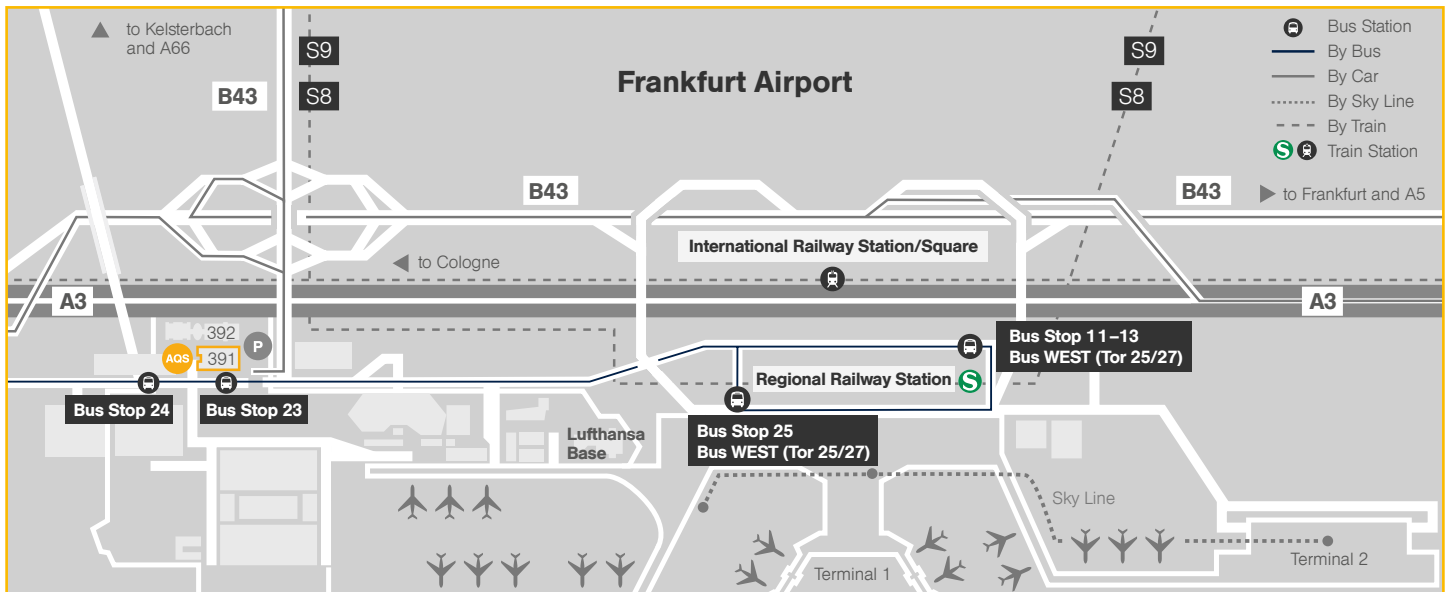 to Kelsterbach
and A66
S9
S8
B43
Frankfurt Airport
S9
S8
Bus Station
By Bus
By Car
By Sky Line
By Train
S
Train Station
B43
B43
to Frankfurt and A5
International Railway Station/Square
to Cologne
A3
A3
392
P
AQS
391
Bus Stop 11–13
Bus WEST (Tor 25/27)
Regional Railway Station
S
Bus Stop 24
Bus Stop 23
Bus Stop 25
Bus WEST (Tor 25/27)
Lufthansa
Base
Sky Line
Terminal 1
Terminal 2